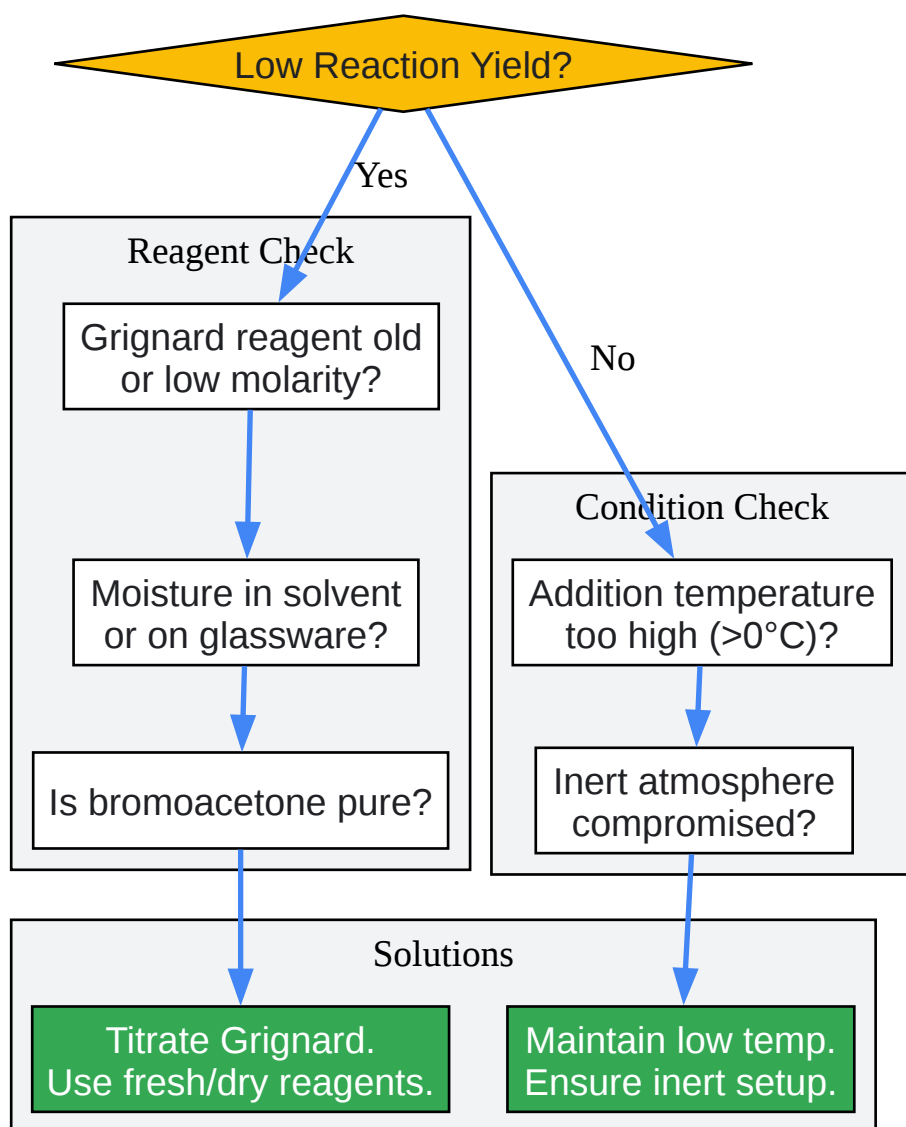 Low Reaction Yield?
Yes
Reagent Check
Grignard reagent old
or low molarity?
No
Condition Check
Moisture in solvent
or on glassware?
Addition temperature
too high (>0°C)?
Is bromoacetone pure?
Inert atmosphere
compromised?
Solutions
Titrate Grignard.
Use fresh/dry reagents.
Maintain low temp.
Ensure inert setup.